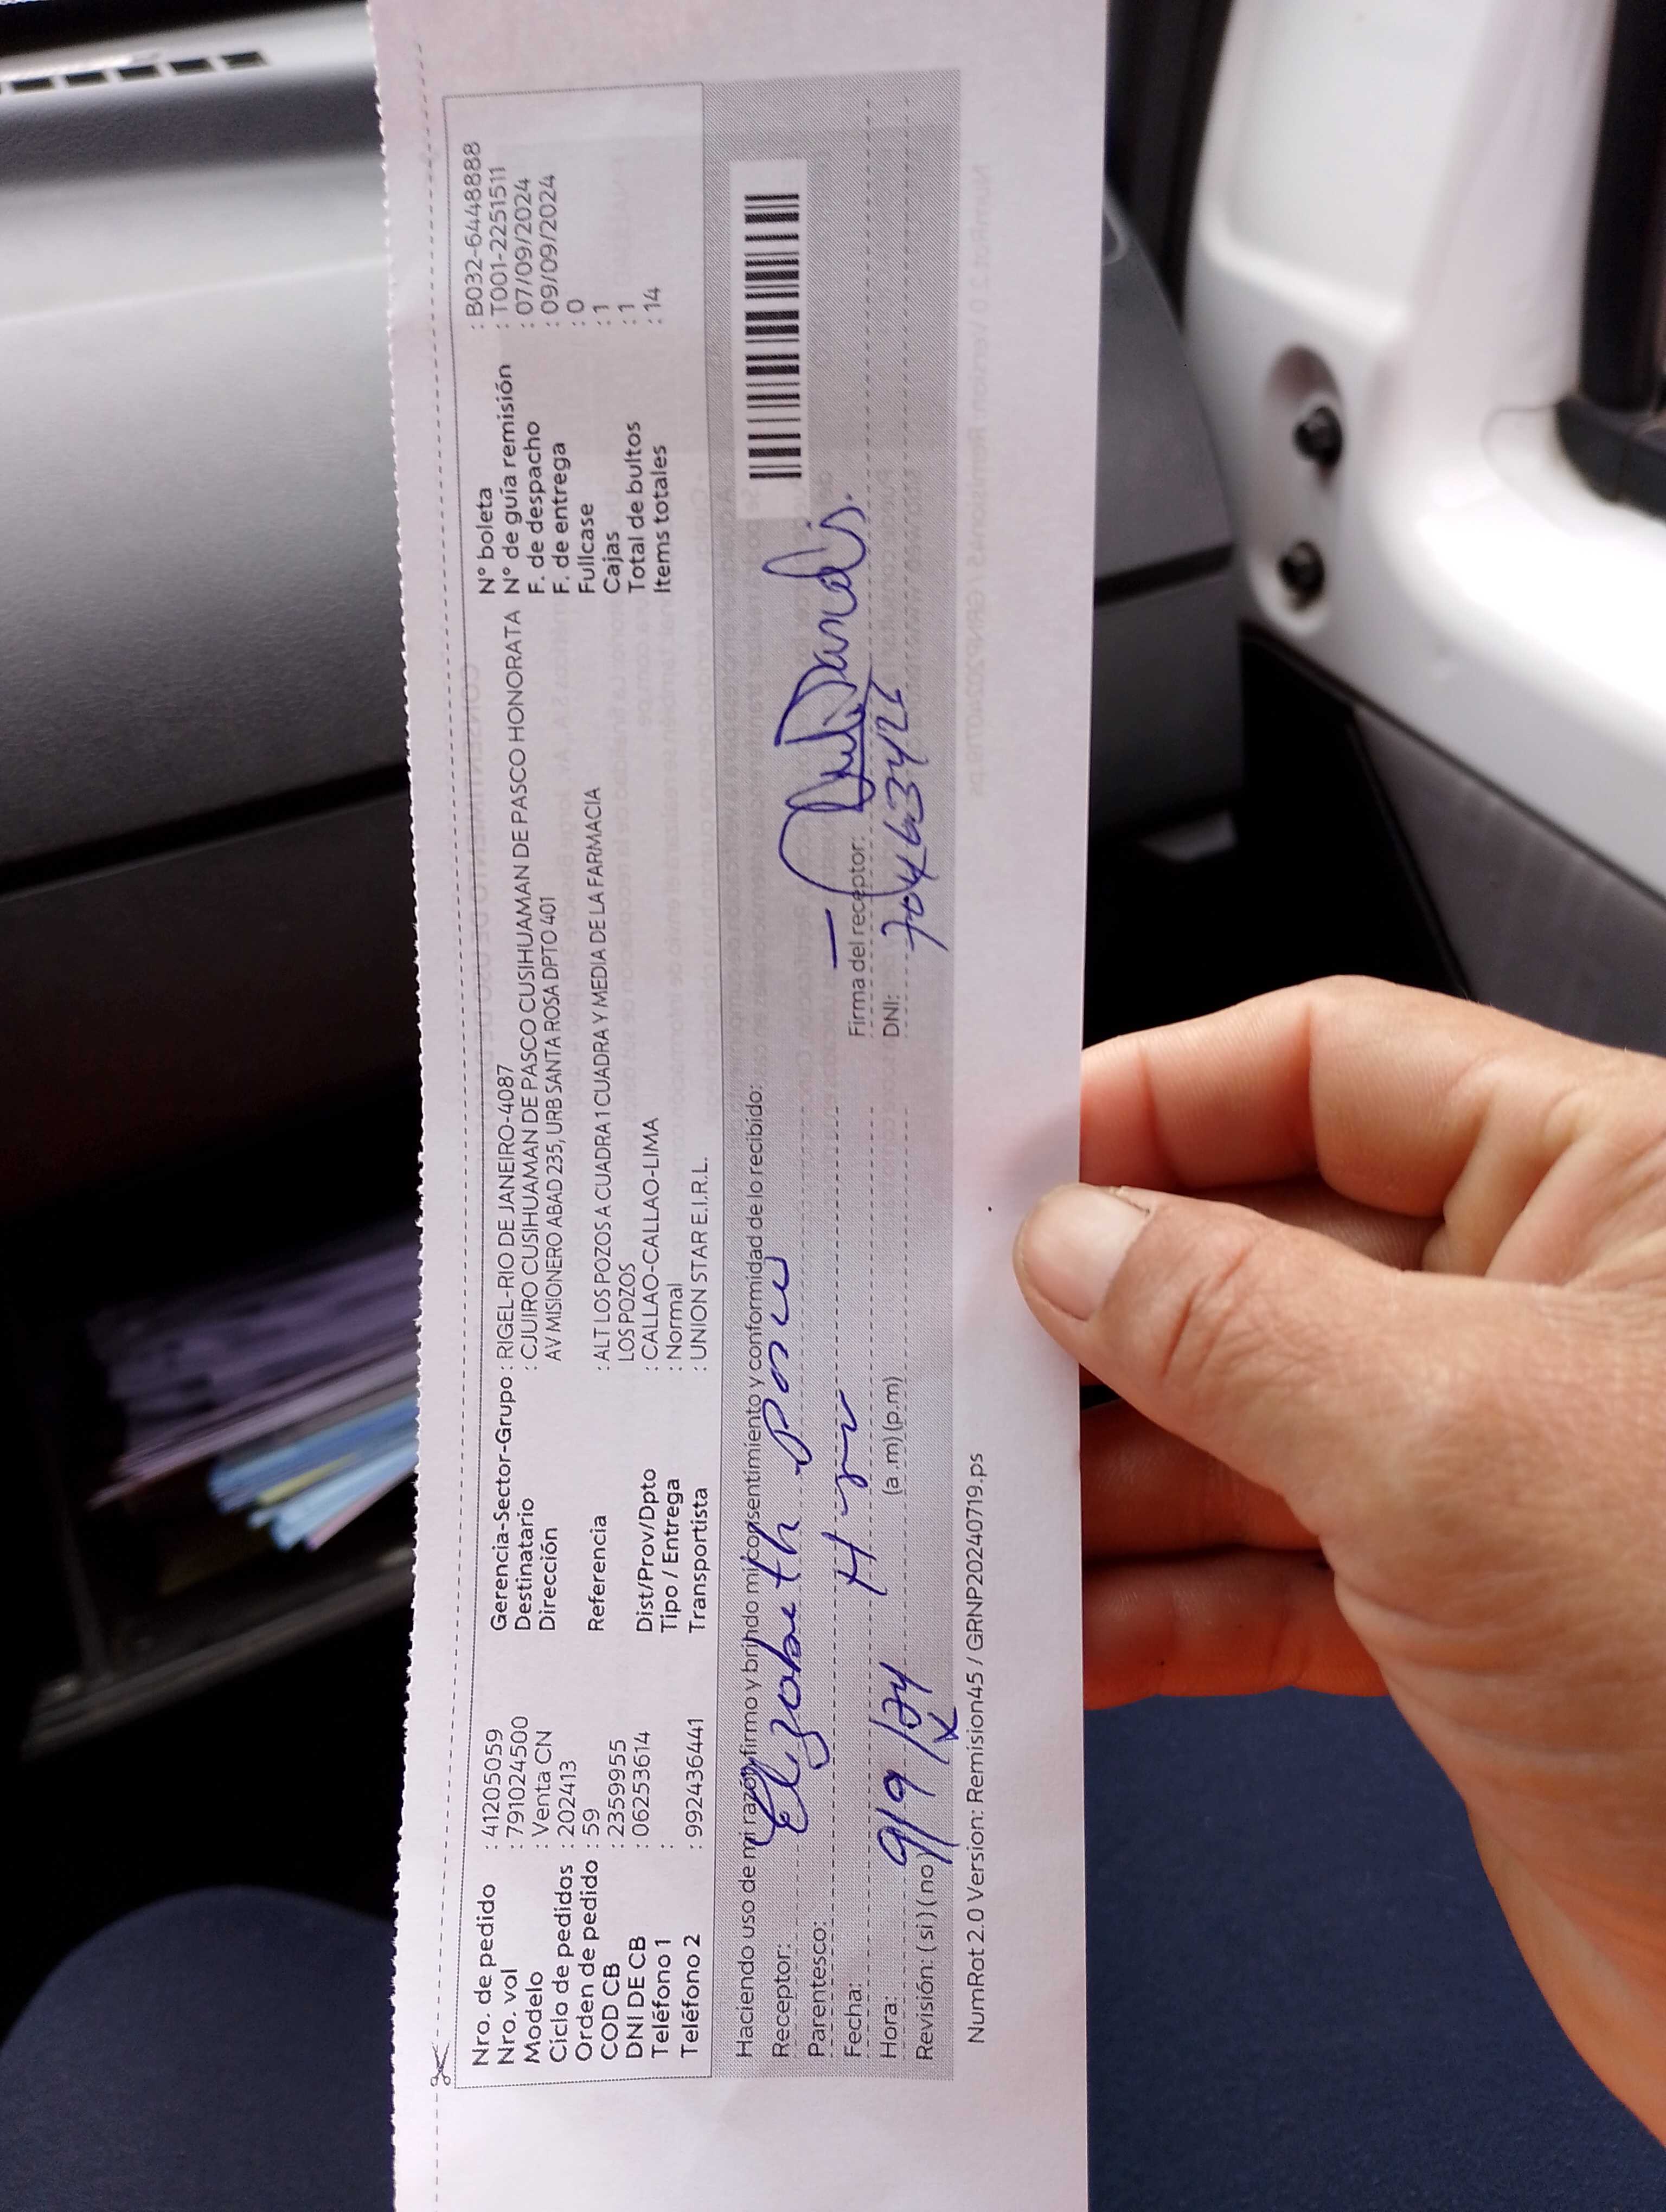 Nro. de pedido : 41205059
Nro. vol : 791024500
Modelo : Venta CN
Ciclo de pedidos : 202413
Orden de pedido : 59
COD CB : 2359955
DNI DE CB : 06253614
Teléfono 1 :
Teléfono 2 : 992436441
Gerencia-Sector-Grupo : RIGEL-RIO DE JANEIRO-4087
Destinatario : CJUIRO CUSIHUAMAN DE PASCO CUSIHUAMAN DE PASCO HONORATA
Dirección AV MISIONERO ABAD 235, URB SANTA ROSA DPTO 401
Referencia : ALT LOS POZOS A CUADRA 1 CUADRA Y MEDIA DE LA FARMACIA
LOS POZOS
Dist/Prov/Dpto : CALLAO-CALLAO-LIMA
Tipo / Entrega : Normal
Transportista : UNION STAR E.I.R.L.
N° boleta : B032-6448888
N° de guía remisión : T001-2251511
F. de despacho : 07/09/2024
F. de entrega : 09/09/2024
Fullcase : 0
Cajas : 1
Total de bultos : 1
Items totales : 14
Haciendo uso de mi razón, firmo y brindo mi consentimiento y conformidad de lo recibido:
Receptor: Elizabeth
Parentesco:
Fecha: 9/9/24
Hora: (a.m) (p.m)
Revisión: ( si ) ( no )
Firma del receptor:
DNI:
NumRot 2.0 Version: Remision45 / GRNP20240719.ps